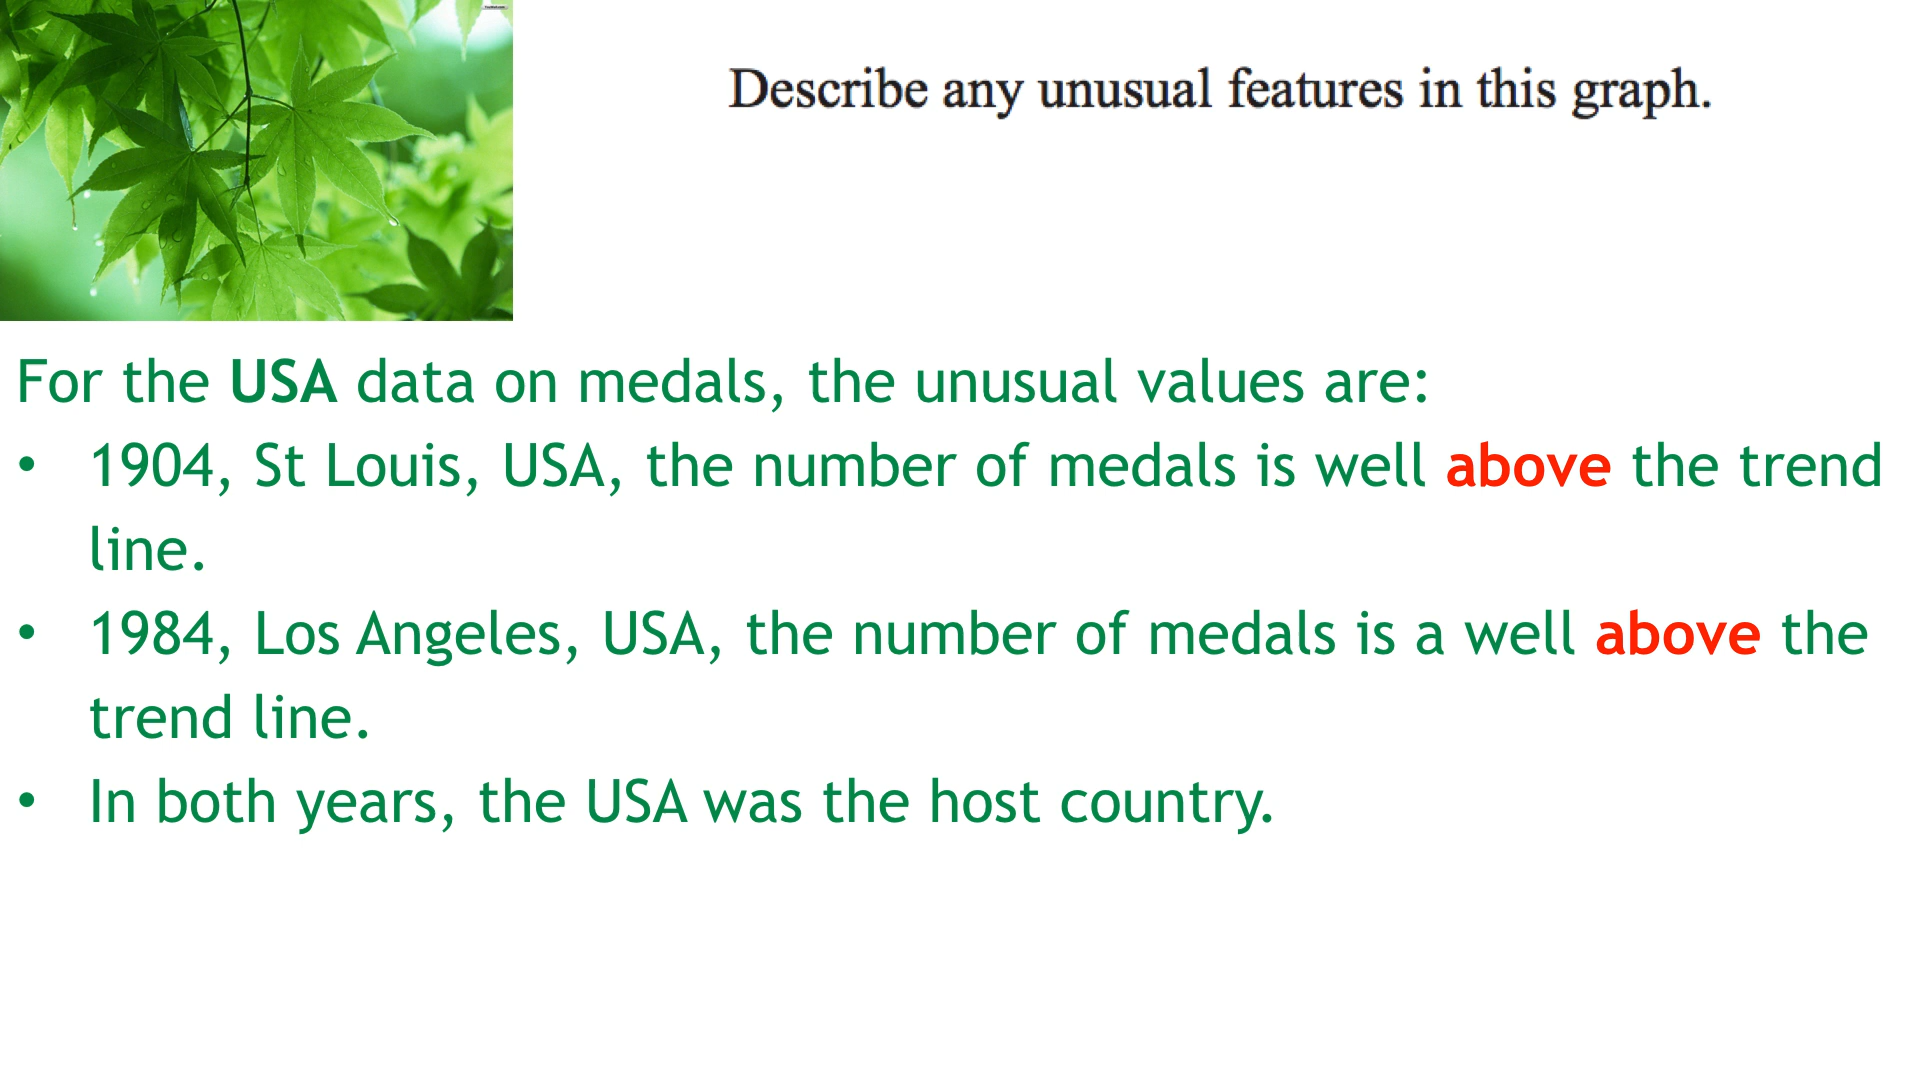 Describe any unusual features in this graph.
For the USA data on medals, the unusual values are:
• 1904, St Louis, USA, the number of medals is well above the trend
line.
• 1984, Los Angeles, USA, the number of medals is a well above the
trend line.
• In both years, the USA was the host country.